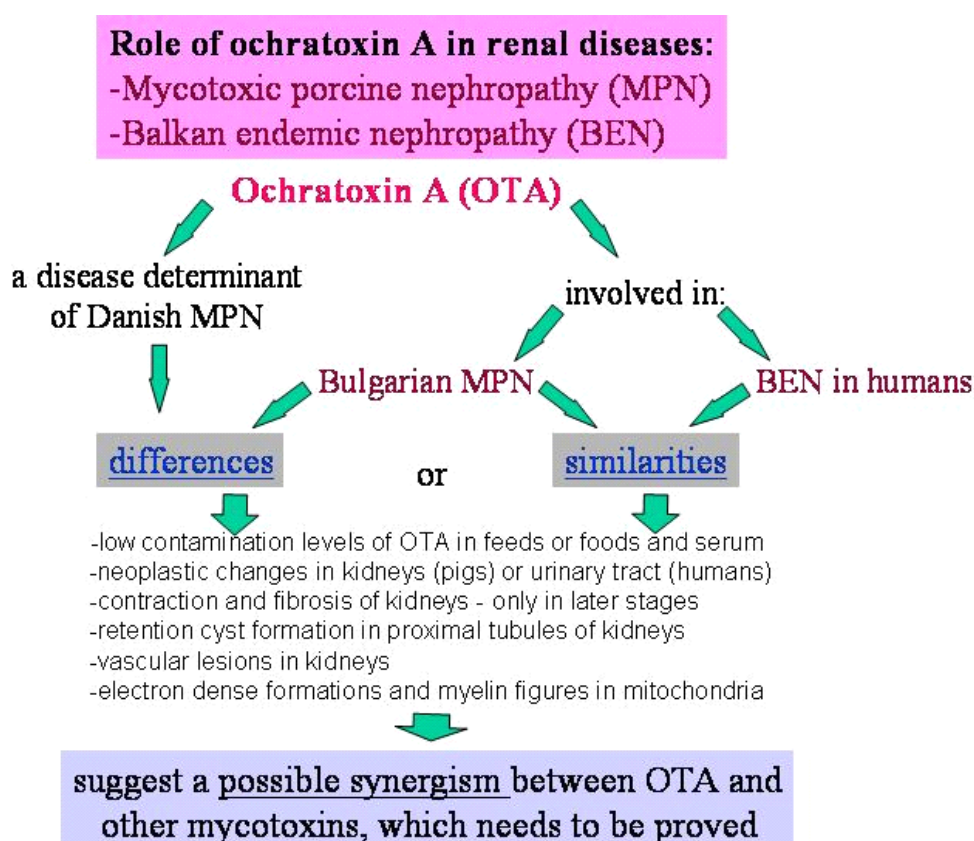 Role of ochratoxin A in renal diseases:
-Mycotoxic porcine nephropathy (MPN)
-Balkan endemic nephropathy (BEN)
Ochratoxin A (OTA)
a disease determinant
of Danish MPN
involved in:
Bulgarian MPN
BEN in humans
differences
or
similarities
-low contamination levels of OTA in feeds or foods and serum
-neoplastic changes in kidneys (pigs) or urinary tract (humans)
-contraction and fibrosis of kidneys - only in later stages
-retention cyst formation in proximal tubules of kidneys
-vascular lesions in kidneys
-electron dense formations and myelin figures in mitochondria
suggest a possible synergism between OTA and
other mycotoxins, which needs to be proved